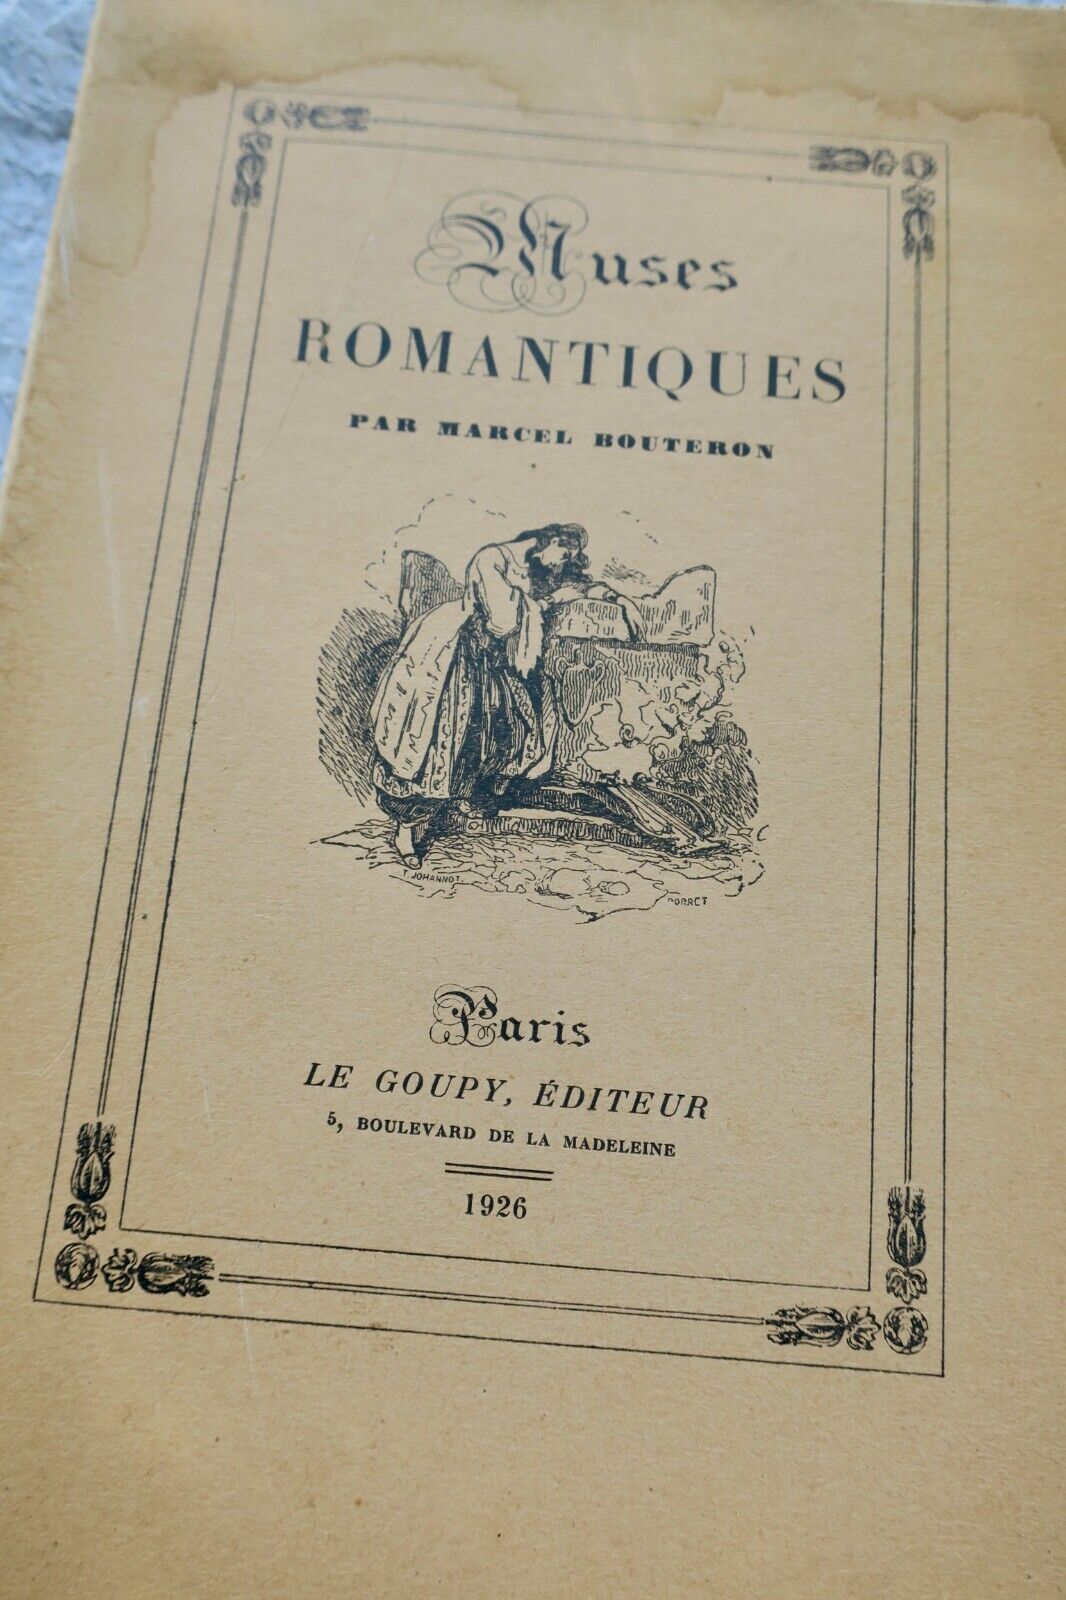 Muses
ROMANTIQUES
PAR MARCEL BOUTERON
T JOHANNOT.
PORRET
Paris
LE GOUPY, ÉDITEUR
5, BOULEVARD DE LA MADELEINE
1926